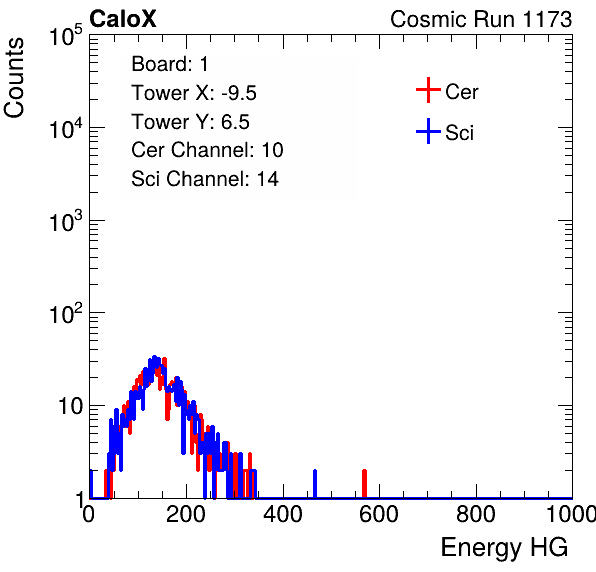 CaloX Cosmic Run 1173
Counts
10^5
10^4
10^3
10^2
10
1
Board: 1
Tower X: -9.5
Tower Y: 6.5
Cer Channel: 10
Sci Channel: 14
Cer
Sci
0 200 400 600 800 1000
Energy HG